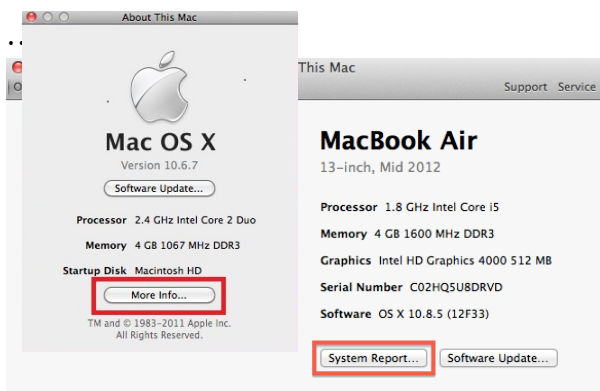 About This Mac
Mac OS X
Version 10.6.7
Software Update...
Processor 2.4 GHz Intel Core 2 Duo
Memory 4 GB 1067 MHz DDR3
Startup Disk Macintosh HD
More Info...
TM and © 1983-2011 Apple Inc.
All Rights Reserved.
This Mac
Support Service
MacBook Air
13-inch, Mid 2012
Processor 1.8 GHz Intel Core i5
Memory 4 GB 1600 MHz DDR3
Graphics Intel HD Graphics 4000 512 MB
Serial Number C02HQ5U8DRVD
Software OS X 10.8.5 (12F33)
System Report... Software Update...